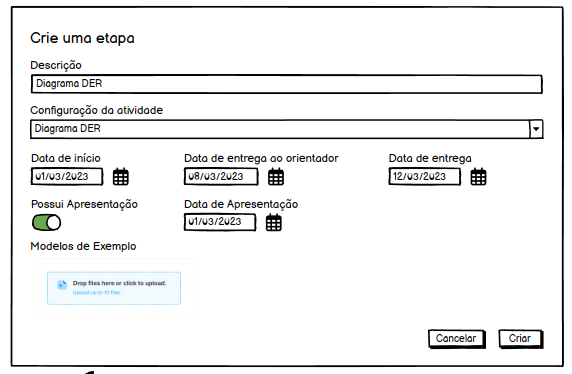 Crie uma etapa
Descrição
Diagrama DER
Configuração da atividade
Diagrama DER
Data de início Data de entrega ao orientador Data de entrega
01/03/2023 08/03/2023 12/03/2023
Possui Apresentação Data de Apresentação
01/03/2023
Modelos de Exemplo
Drop files here or click to upload.
Upload up to 10 files
Cancelar Criar